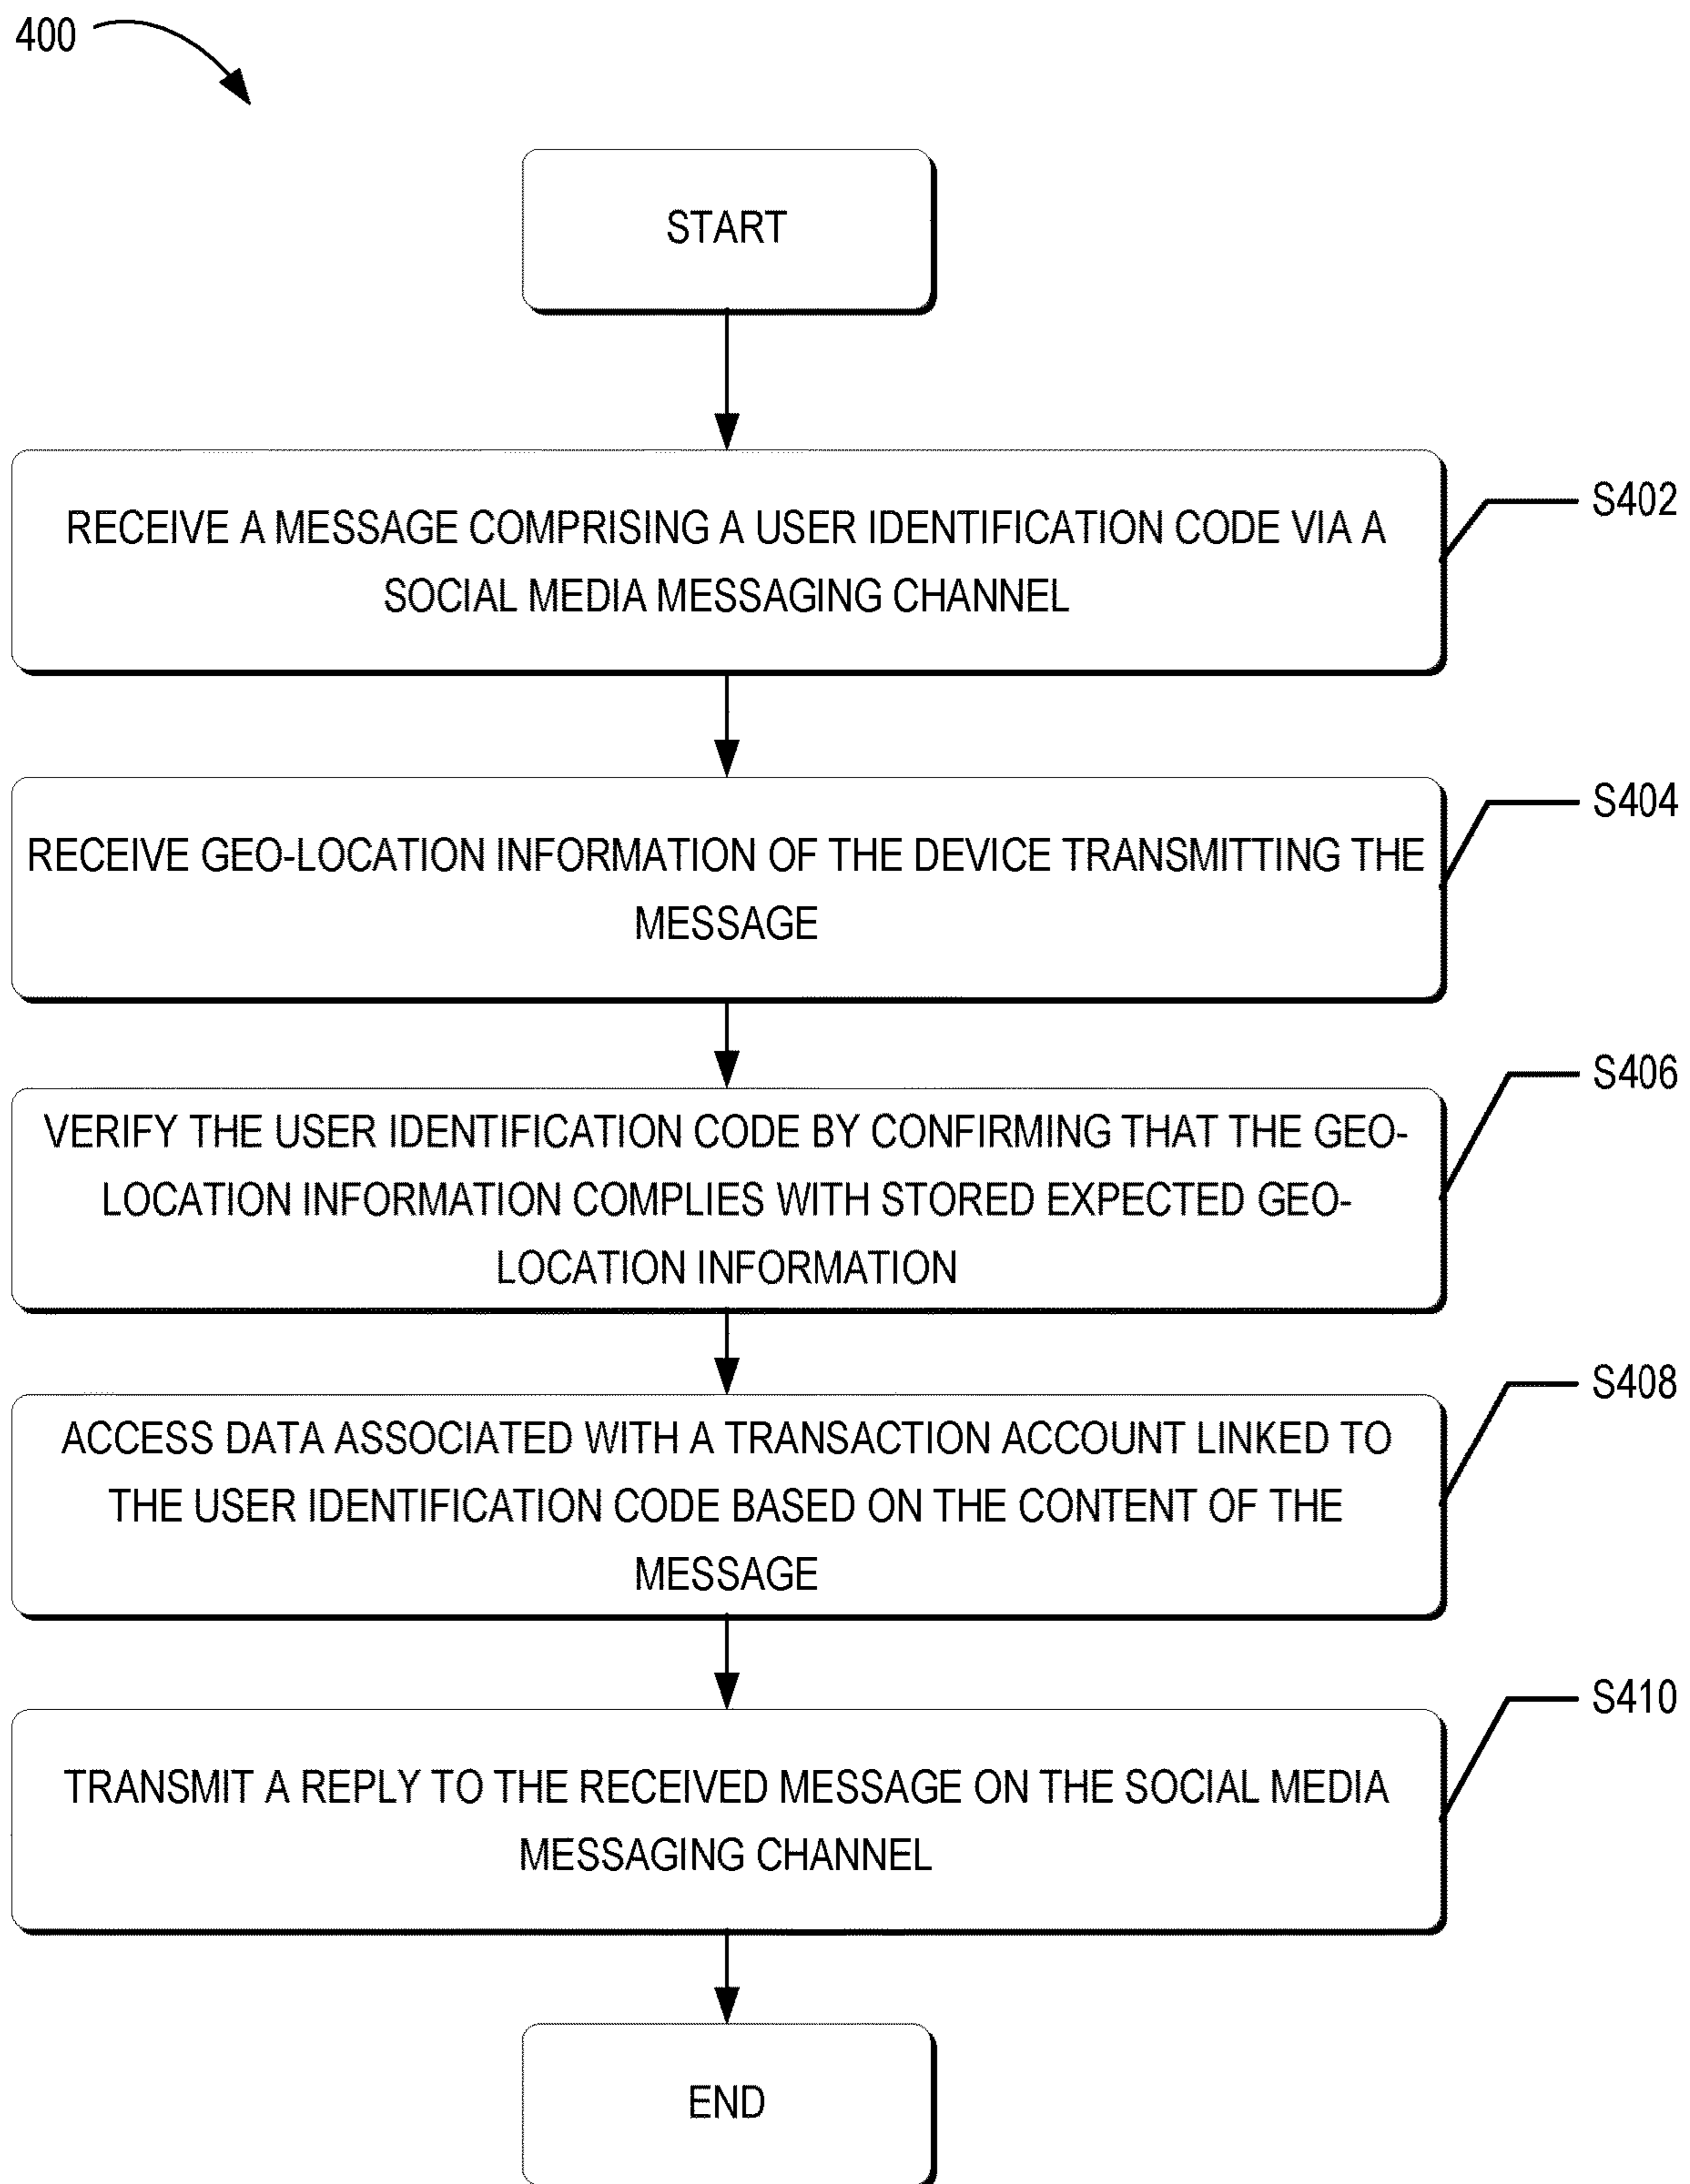 400
START
RECEIVE A MESSAGE COMPRISING A USER IDENTIFICATION CODE VIA A
SOCIAL MEDIA MESSAGING CHANNEL
S402
RECEIVE GEO-LOCATION INFORMATION OF THE DEVICE TRANSMITTING THE
MESSAGE
S404
VERIFY THE USER IDENTIFICATION CODE BY CONFIRMING THAT THE GEO-
LOCATION INFORMATION COMPLIES WITH STORED EXPECTED GEO-
LOCATION INFORMATION
S406
ACCESS DATA ASSOCIATED WITH A TRANSACTION ACCOUNT LINKED TO
THE USER IDENTIFICATION CODE BASED ON THE CONTENT OF THE
MESSAGE
S408
TRANSMIT A REPLY TO THE RECEIVED MESSAGE ON THE SOCIAL MEDIA
MESSAGING CHANNEL
S410
END